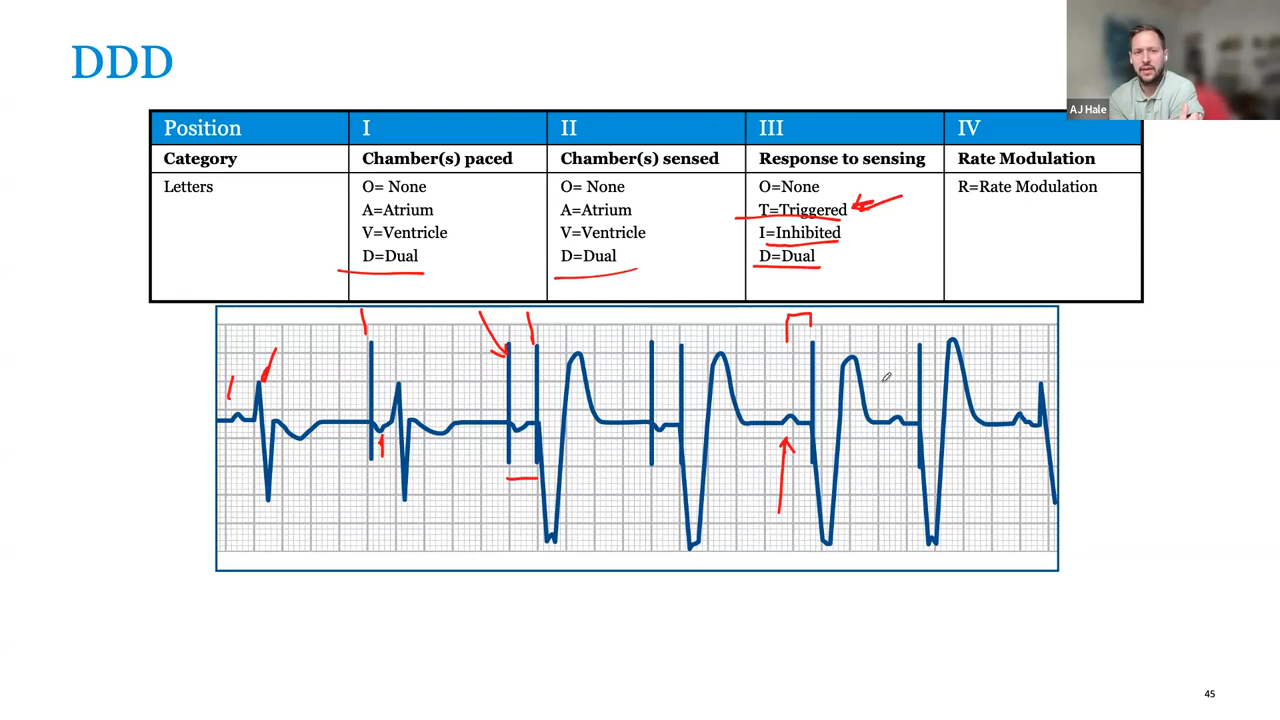 DDD
AJ Hale
Position I II III IV
Category Chamber(s) paced Chamber(s) sensed Response to sensing Rate Modulation
Letters O= None O= None O=None R=Rate Modulation
A=Atrium A=Atrium T=Triggered
V=Ventricle V=Ventricle I=Inhibited
D=Dual D=Dual D=Dual
45